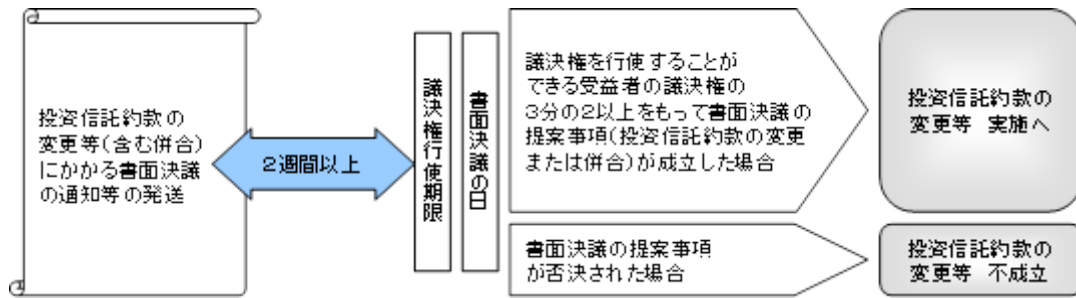 投資信託約款の
変更等(含む併合)
にかかる書面決議
の通知等の発送
2週間以上
議決権行使期限
書面決議の日
議決権を行使することが
できる受益者の議決権の
3分の2以上をもって書面決議の
提案事項(投資信託約款の変更
または併合)が成立した場合
投資信託約款の
変更等 実施へ
書面決議の提案事項
が否決された場合
投資信託約款の
変更等 不成立